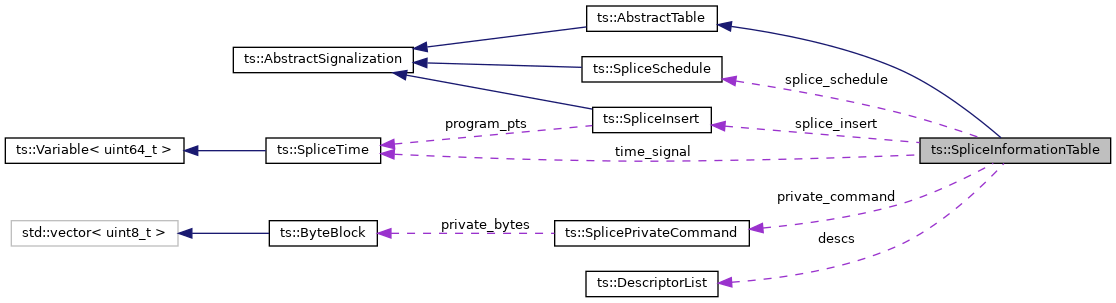 ts::AbstractTable
ts::AbstractSignalization
ts::SpliceSchedule
splice_schedule
ts::SpliceInsert
program_pts
splice_insert
ts::Variable< uint64_t >
ts::SpliceTime
time_signal
ts::SpliceInformationTable
private_command
std::vector< uint8_t >
ts::ByteBlock
private_bytes
ts::SplicePrivateCommand
descs
ts::DescriptorList